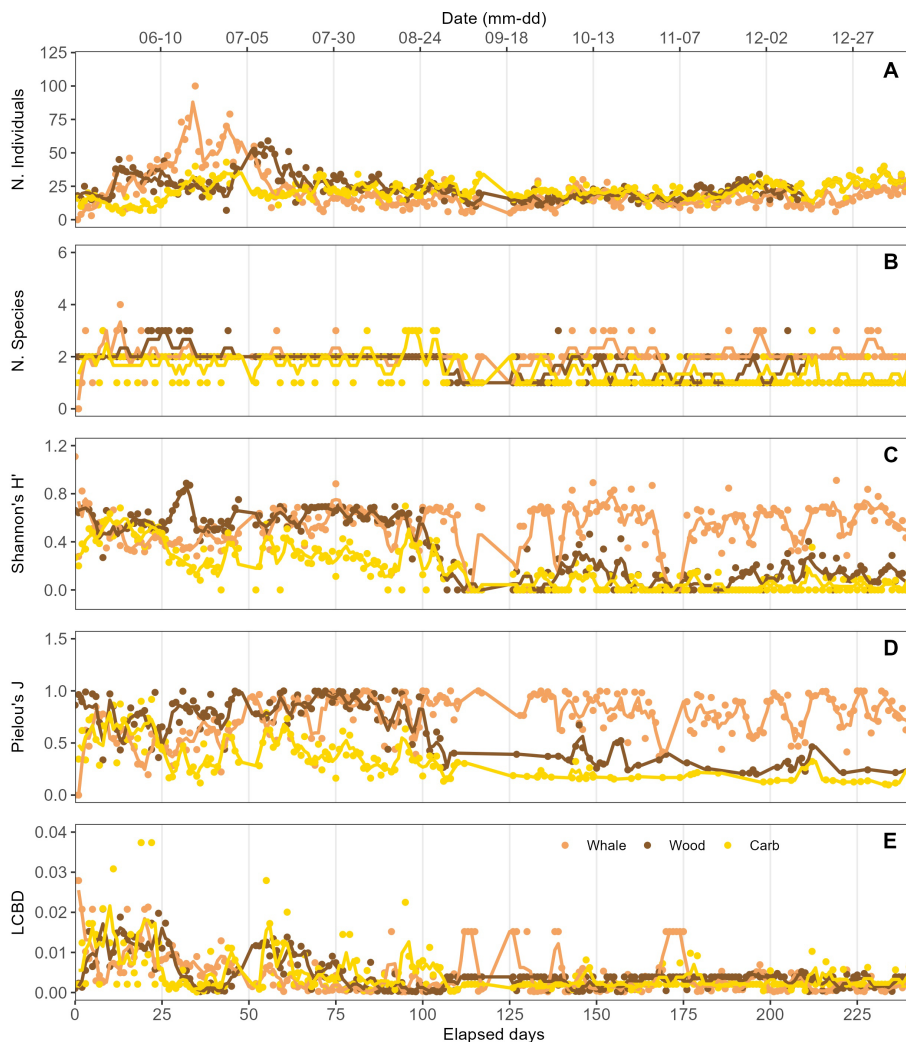 Date (mm-dd)
06-10 07-05 07-30 08-24 09-18 10-13 11-07 12-02 12-27
A
N. Individuals
125
100
75
50
25
0
B
N. Species
6
4
2
0
C
Shannon's H'
1.2
0.8
0.4
0.0
D
Pielou's J
1.5
1.0
0.5
0.0
E
Whale Wood Carb
LCBD
0.04
0.03
0.02
0.01
0.00
0 25 50 75 100 125 150 175 200 225
Elapsed days